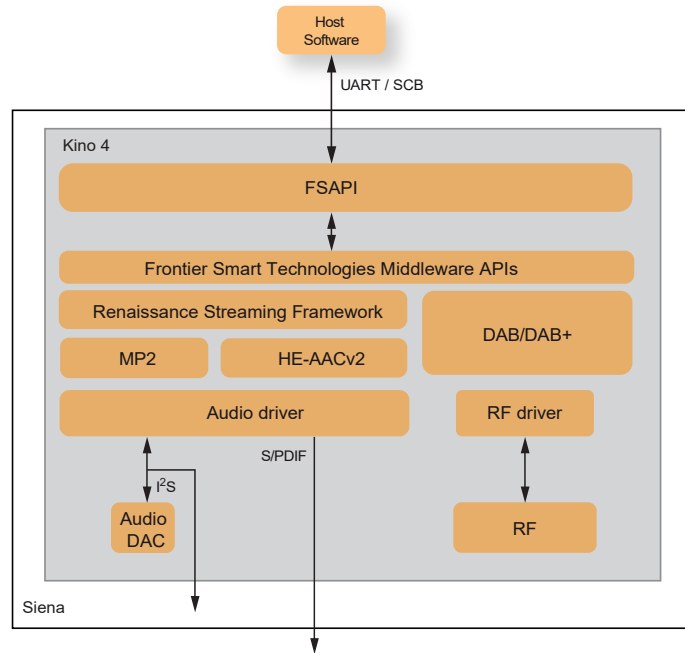 Host
Software
UART / SCB
Kino 4
FSAPI
Frontier Smart Technologies Middleware APIs
Renaissance Streaming Framework
DAB/DAB+
MP2
HE-AACv2
Audio driver
RF driver
S/PDIF
I²S
Audio
DAC
RF
Siena